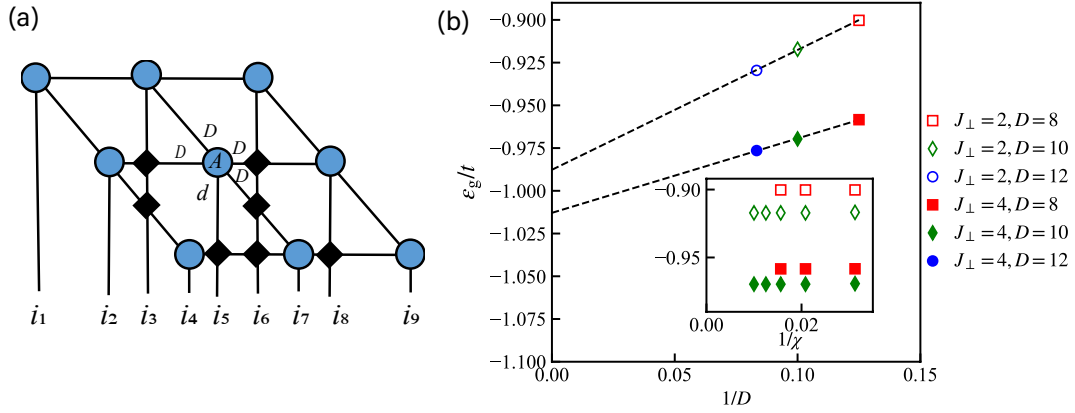 (a)
D
D
A
D
D
d
i₁
i₂
i₃
i₄
i₅
i₆
i₇
i₈
i₉
(b)
εg/t
−0.900
−0.925
−0.950
−0.975
−1.000
−1.025
−1.050
−1.075
−1.100
0.00
0.05
0.10
0.15
1/D
−0.90
−0.95
0.00
0.02
1/χ
J⊥ = 2, D = 8
J⊥ = 2, D = 10
J⊥ = 2, D = 12
J⊥ = 4, D = 8
J⊥ = 4, D = 10
J⊥ = 4, D = 12